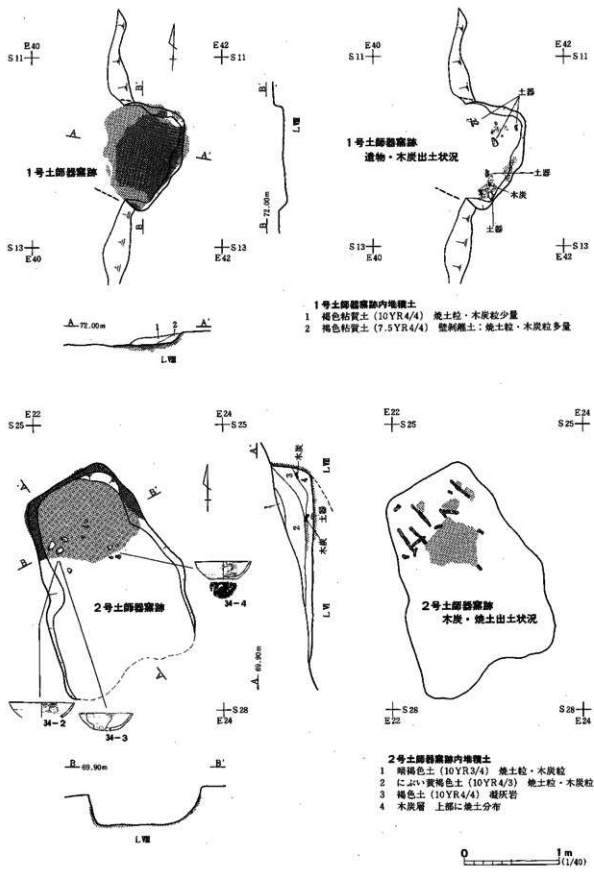 E40
S11
E42
S11
B'
A
A'
1号土師器窯跡
B
S13
E40
S13
E42
B'
L.Ⅷ
B 72.00m
E40
S11
E42
S11
土器
1号土師器窯跡
遺物・木炭出土状況
土器
木炭
土器
S13
E40
S13
E42
A 72.00m A'
1 2
L.Ⅷ
1号土師器窯跡内堆積土
1 褐色粘質土(10YR4/4) 焼土粒・木炭粒少量
2 褐色粘質土(7.5YR4/4) 壁剥離土:焼土粒・木炭粒多量
E22
S25
E24
S25
A'
B'
B
34-4
2号土師器窯跡
A
34-2
34-3
S28
E24
A'
木炭
L.Ⅶ
3
4
1
2
土器
木炭
L.Ⅵ
A 69.90m
E22
S25
E24
S25
2号土師器窯跡
木炭・焼土出土状況
S28
E22
S28
E24
B 69.90m B'
L.Ⅷ
2号土師器窯跡内堆積土
1 暗褐色土(10YR3/4) 焼土粒・木炭粒
2 にぶい黄褐色土(10YR4/3) 焼土粒・木炭粒
3 褐色土(10YR4/4) 凝灰岩
4 木炭層 上部に焼土分布
0 1m
(1/40)